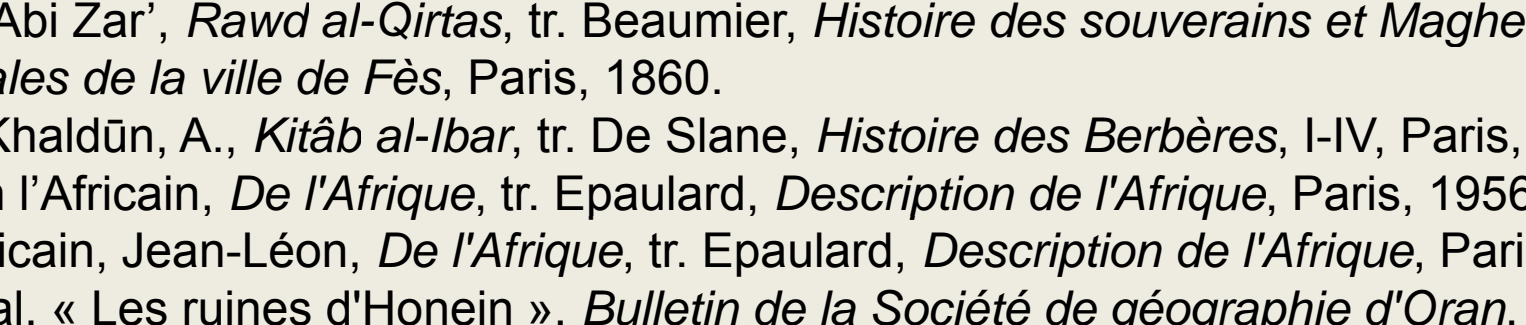 Abi Zar’, Rawd al-Qirtas, tr. Beaumier, Histoire des souverains et Maghe
ales de la ville de Fès, Paris, 1860.
Khaldūn, A., Kitâb al-Ibar, tr. De Slane, Histoire des Berbères, I-IV, Paris,
l’Africain, De l'Afrique, tr. Epaulard, Description de l'Afrique, Paris, 1956
icain, Jean-Léon, De l'Afrique, tr. Epaulard, Description de l'Afrique, Pari
al. « Les ruines d'Honein ». Bulletin de la Société de géographie d'Oran.